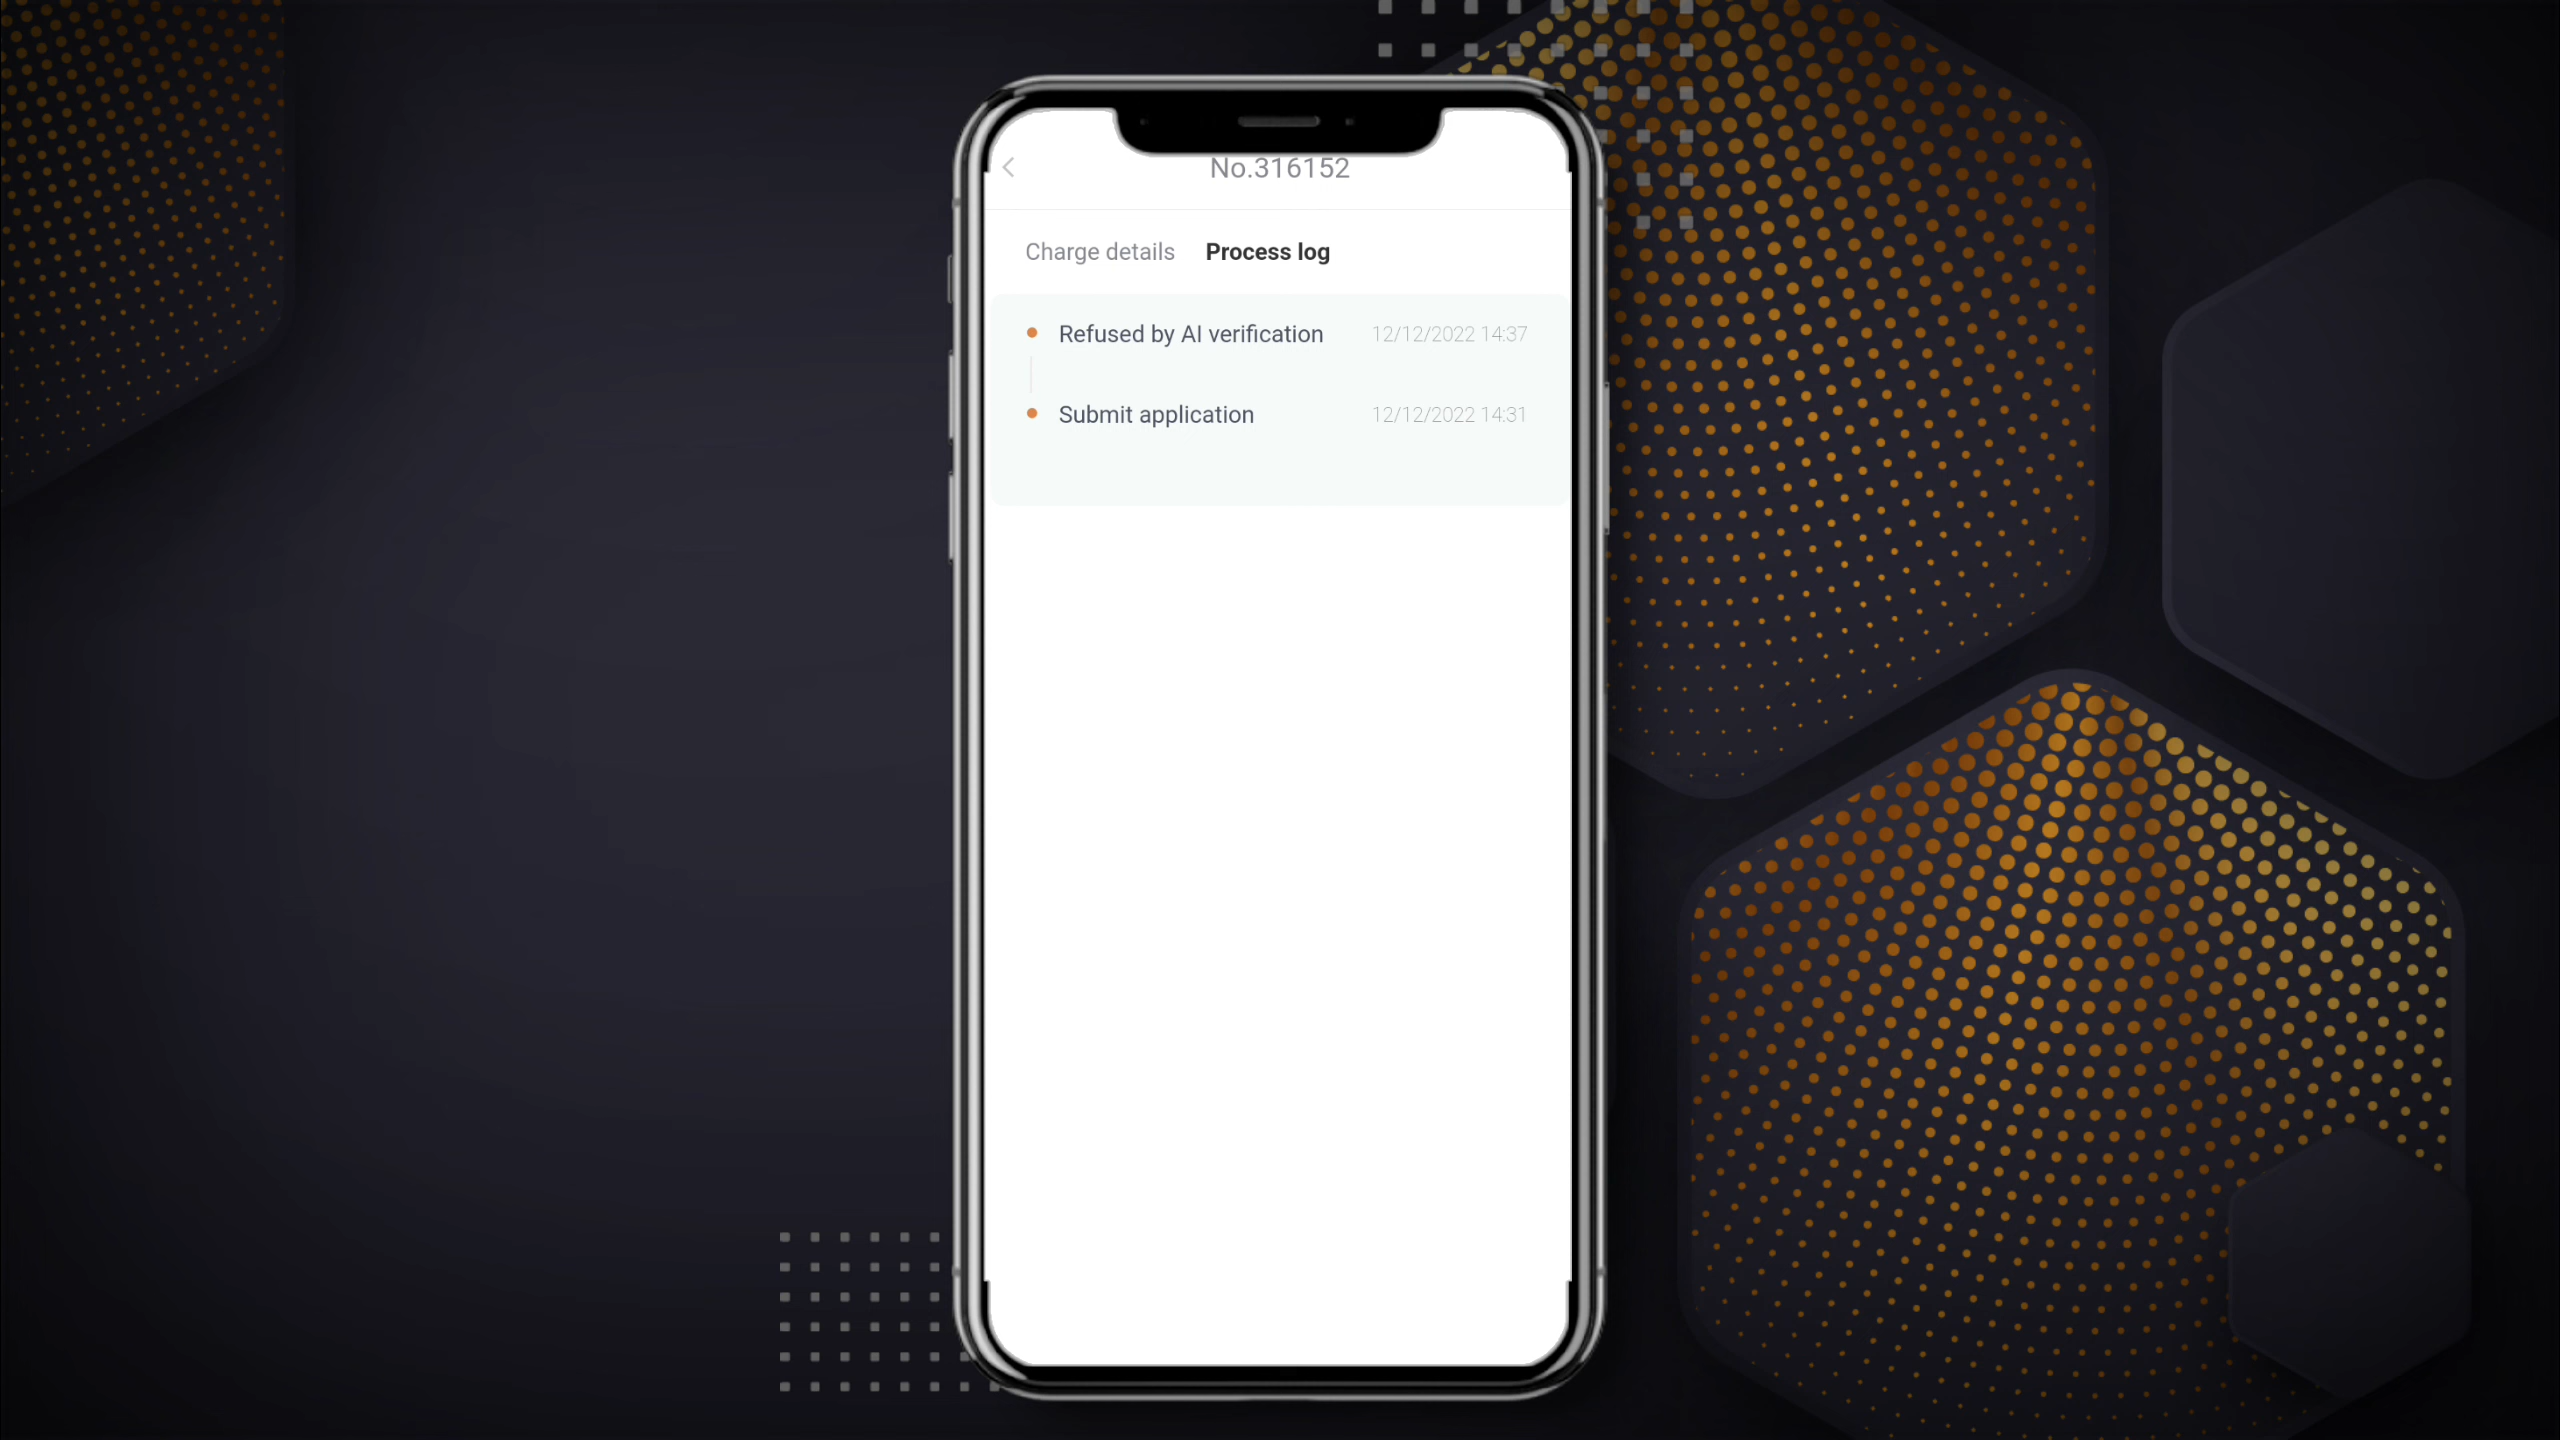 No.316152
Charge details Process log
Refused by AI verification 12/12/2022 14:37
Submit application 12/12/2022 14:31